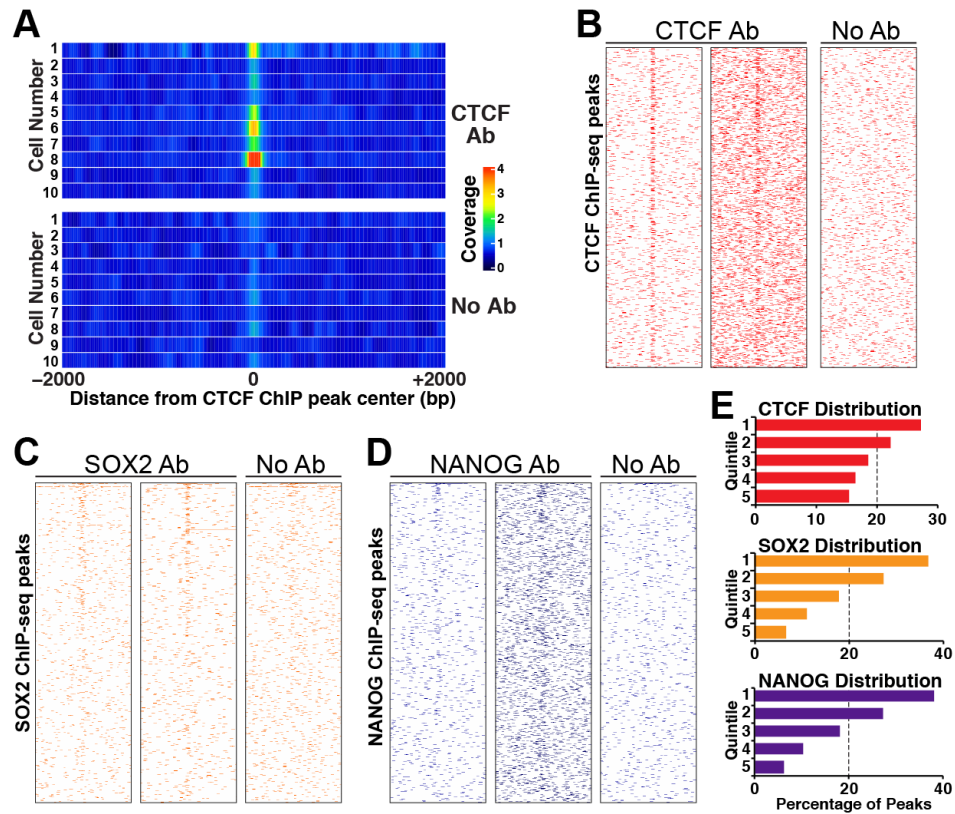 A
Cell Number
1
2
3
4
5
6
7
8
9
10
CTCF
Ab
Coverage
4
3
2
1
0
Cell Number
1
2
3
4
5
6
7
8
9
10
No Ab
−2000
0
+2000
Distance from CTCF ChIP peak center (bp)
B
CTCF Ab
No Ab
CTCF ChIP-seq peaks
C
SOX2 Ab
No Ab
SOX2 ChIP-seq peaks
D
NANOG Ab
No Ab
NANOG ChIP-seq peaks
E
CTCF Distribution
Quintile
1
2
3
4
5
0 10 20 30
SOX2 Distribution
Quintile
1
2
3
4
5
0 20 40
NANOG Distribution
Quintile
1
2
3
4
5
0 20 40
Percentage of Peaks